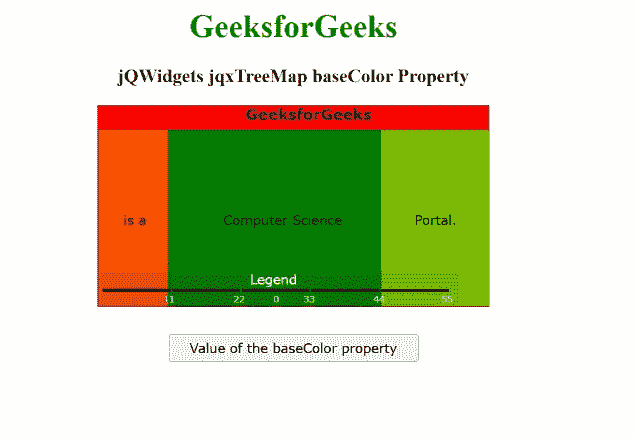 GeeksforGeeks
jQWidgets jqxTreeMap baseColor Property
GeeksforGeeks
is a
Computer Science
Portal.
Legend
11 22 0 33 44 55
Value of the baseColor property